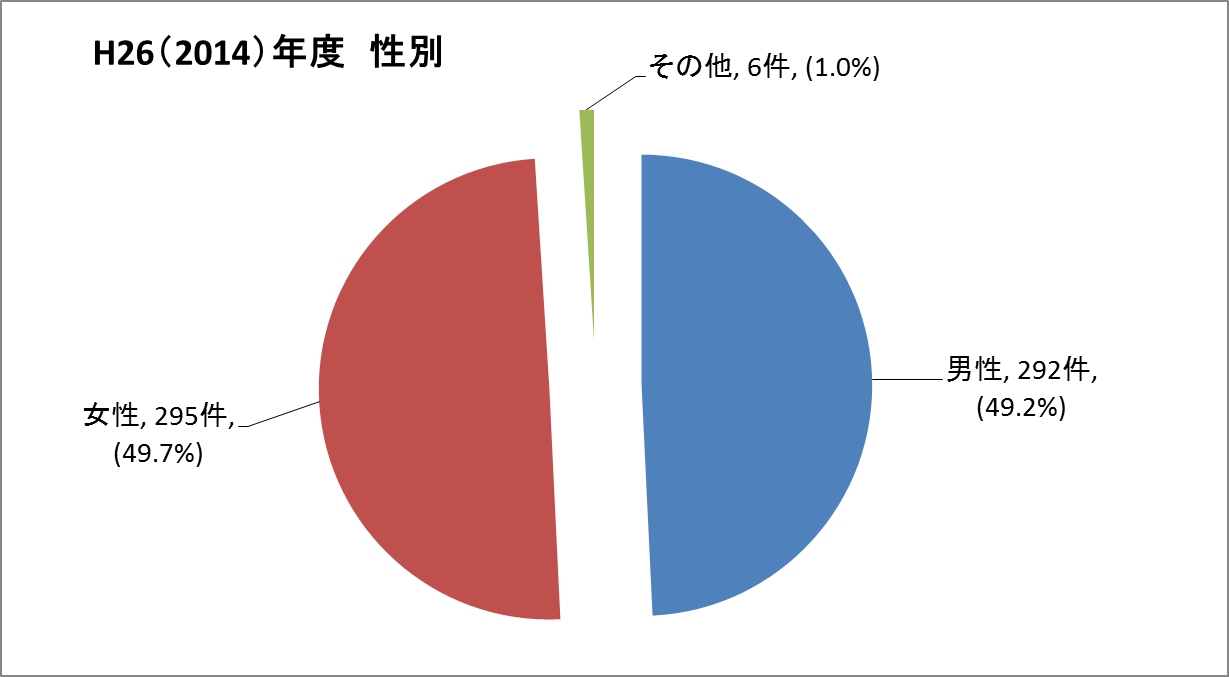 H26（2014）年度　性別
その他, 6件, (1.0%)
男性, 292件,
(49.2%)
女性, 295件,
(49.7%)